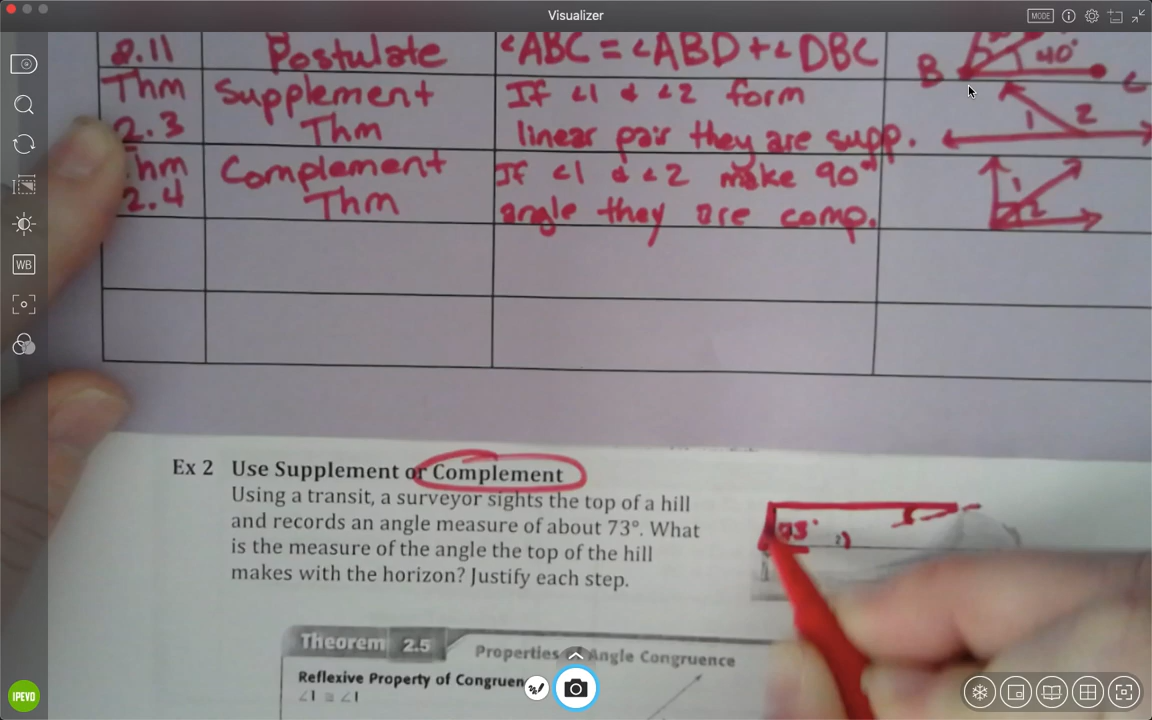 Visualizer
MODE
2.11 Postulate ∠ABC = ∠ABD + ∠DBC B 40° C
Thm 2.3 Supplement Thm If ∠1 & ∠2 form
linear pair they are supp. 1 2
Thm 2.4 Complement Thm If ∠1 & ∠2 make 90°
angle they are comp. 1 2
WB
Ex 2 Use Supplement or Complement
Using a transit, a surveyor sights the top of a hill
and records an angle measure of about 73°. What
is the measure of the angle the top of the hill
makes with the horizon? Justify each step.
73°
Theorem 2.5 Properties of Angle Congruence
Reflexive Property of Congruen
∠1 ≅ ∠1
IPEVO